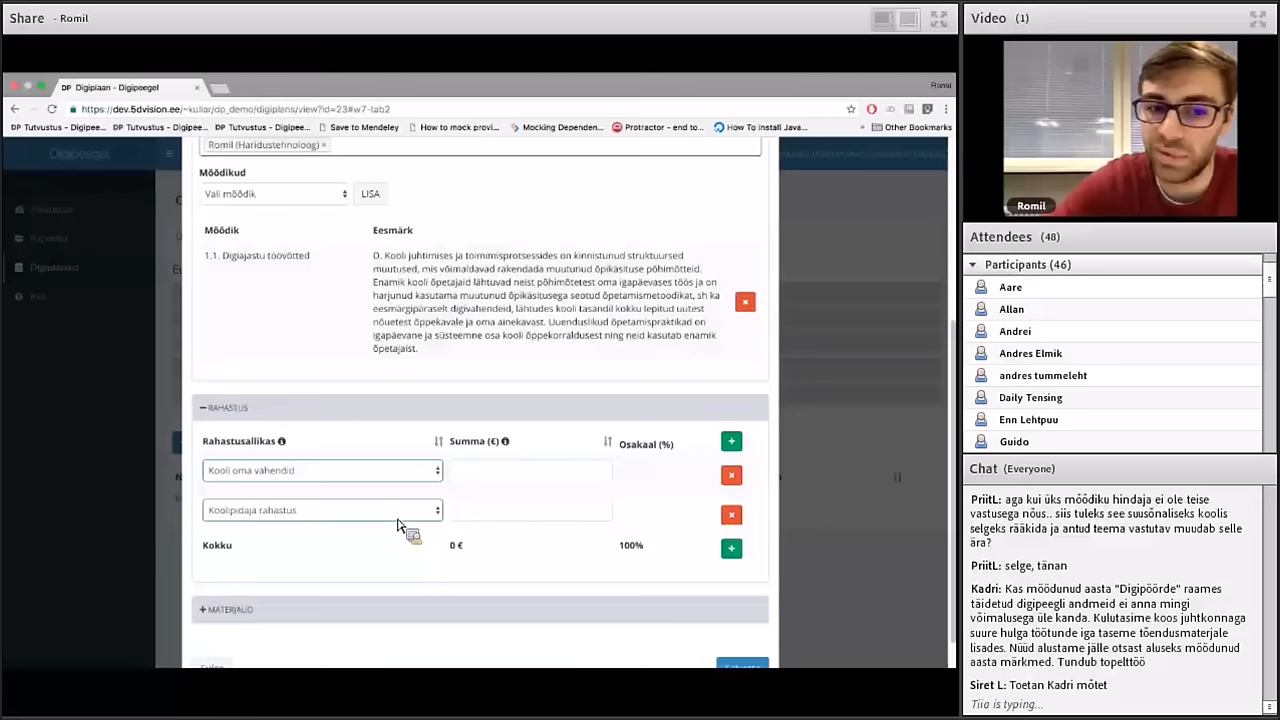 Share - Romil
DP Digiplaan - Digipeegel
Romil
https://dev.5dvision.ee/~kullar/dp_demo/digiplans/view?id=23#w7-tab2
DP Tutvustus - Digipee...
DP Tutvustus - Digipee...
DP Tutvustus - Digipee...
Save to Mendeley
How to mock provi...
Mocking Dependen...
Protractor - end to...
How To Install Java...
Other Bookmarks
Digipeegel
Digiplaanid
Romil (Haridustehnoloog) ×
Mõõdikud
Vali mõõdik
LISA
Mõõdik
Eesmärk
1.1. Digiajastu töövõtted
D. Kooli juhtimises ja toimimisprotsessides on kinnistunud struktuursed
muutused, mis võimaldavad rakendada muutunud õpikäsituse põhimõtteid.
Enamik kooli õpetajaid lähtuvad neist põhimõtetest oma igapäevases töös ja on
harjunud kasutama muutunud õpikäsitusega seotud õpetamismetoodikat, sh ka
eesmärgipäraselt digivahendeid, lähtudes kooli tasandil kokku lepitud uutest
nõuetest õppekavale ja oma ainekavast. Uuenduslikud õpetamispraktikad on
igapäevane ja süsteemne osa kooli õppekorraldusest ning neid kasutab enamik
õpetajaist.
RAHASTUS
Rahastusallikas
Summa (€)
Osakaal (%)
Kooli oma vahendid
Koolipidaja rahastus
Kokku
0 €
100%
MATERJALID
Video (1)
Romil
Attendees (48)
Participants (46)
Aare
Allan
Andrei
Andres Elmik
andres tummeleht
Daily Tensing
Enn Lehtpuu
Guido
Chat (Everyone)
PriitL: aga kui üks mõõdiku hindaja ei ole teise
vastusega nõus.. siis tuleks see suusõnaliseks koolis
selgeks rääkida ja antud teema vastutav muudab selle
ära?
PriitL: selge, tänan
Kadri: Kas möödunud aasta "Digipöörde" raames
täidetud digipeegli andmeid ei anna mingi
võimalusega üle kanda. Kulutasime koos juhtkonnaga
suure hulga töötunde iga taseme tõendusmaterjale
lisades. Nüüd alustame jälle otsast aluseks möödunud
aasta märkmed. Tundub topelttöö
Siret L: Toetan Kadri mõtet
Tiia is typing...